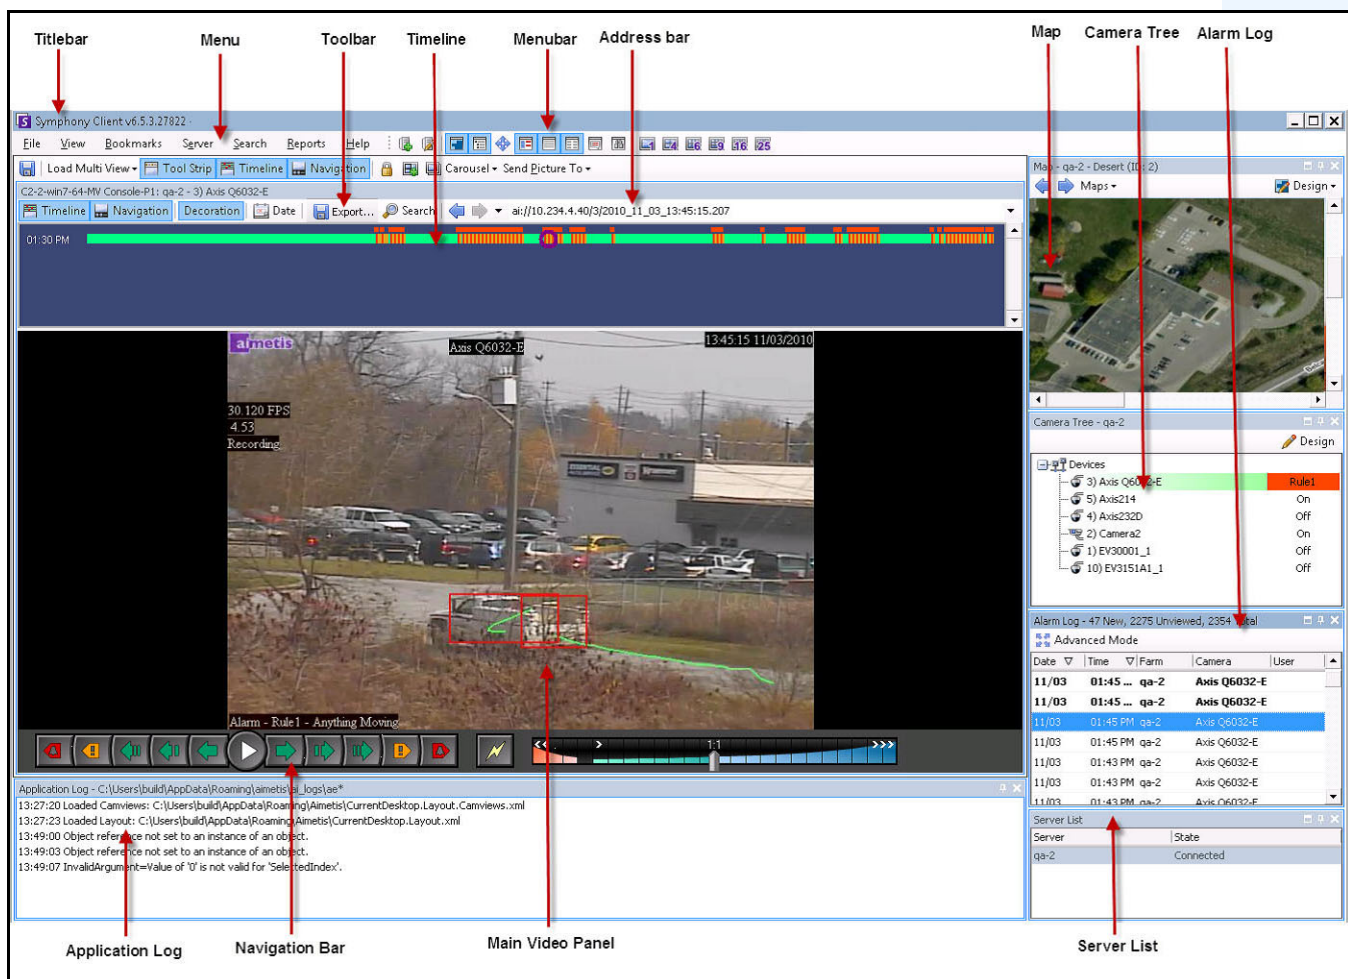 Titlebar Menu Toolbar Timeline Menubar Address bar Map Camera Tree Alarm Log
Symphony Client v6.5.3.27822
File View Bookmarks Server Search Reports Help
Load Multi View Tool Strip Timeline Navigation Carousel Send Picture To
C2-2-win7-64-MV Console-P1: qa-2 - 3) Axis Q6032-E
Timeline Navigation Decoration Date Export... Search ai://10.234.4.40/3/2010_11_03_13:45:15.207
01:30 PM
aimetis
Axis Q6032-E
13:45:15 11/03/2010
30.120 FPS
4.53
Recording
Alarm - Rule1 - Anything Moving
1:1
Application Log - C:\Users\build\AppData\Roaming\aimetis\ai_logs\ae*
13:27:20 Loaded Camviews: C:\Users\build\AppData\Roaming\Aimetis\CurrentDesktop.Layout.Camviews.xml
13:27:23 Loaded Layout: C:\Users\build\AppData\Roaming\Aimetis\CurrentDesktop.Layout.xml
13:49:00 Object reference not set to an instance of an object.
13:49:03 Object reference not set to an instance of an object.
13:49:07 InvalidArgument=Value of '0' is not valid for 'SelectedIndex'.
Map - qa-2 - Desert (ID: 2)
Maps Design
Camera Tree - qa-2
Design
Devices
3) Axis Q6032-E Rule1
5) Axis214 On
4) Axis232D Off
2) Camera2 On
1) EV30001_1 Off
10) EV3151A1_1 Off
Alarm Log - 47 New, 2275 Unviewed, 2354 Total
Advanced Mode
Date Time Farm Camera User
11/03 01:45 ... qa-2 Axis Q6032-E
11/03 01:45 ... qa-2 Axis Q6032-E
11/03 01:45 PM qa-2 Axis Q6032-E
11/03 01:45 PM qa-2 Axis Q6032-E
11/03 01:43 PM qa-2 Axis Q6032-E
11/03 01:43 PM qa-2 Axis Q6032-E
11/03 01:43 PM qa-2 Axis Q6032-E
Server List
Server State
qa-2 Connected
Application Log Navigation Bar Main Video Panel Server List